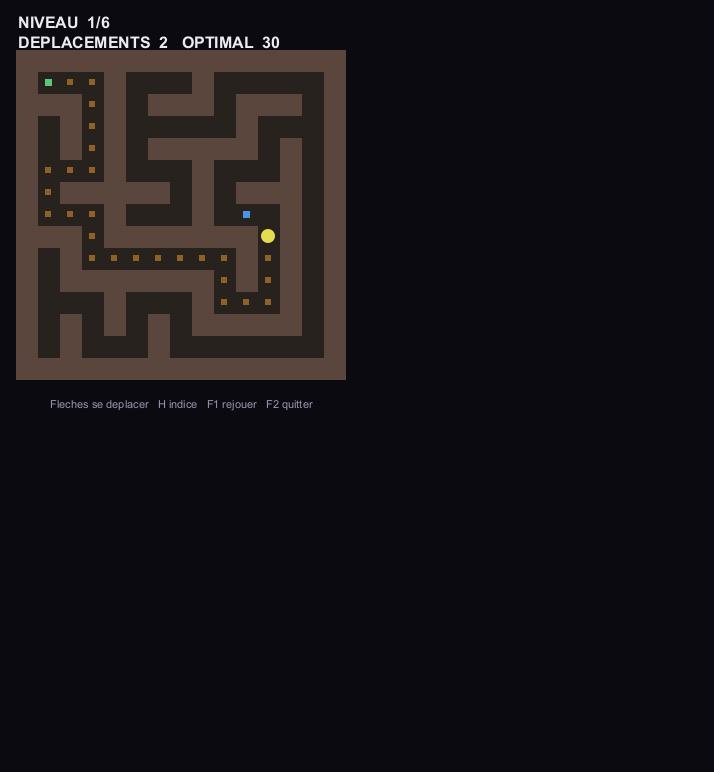 NIVEAU 1/6
DEPLACEMENTS 2 OPTIMAL 30
Fleches se deplacer H indice F1 rejouer F2 quitter